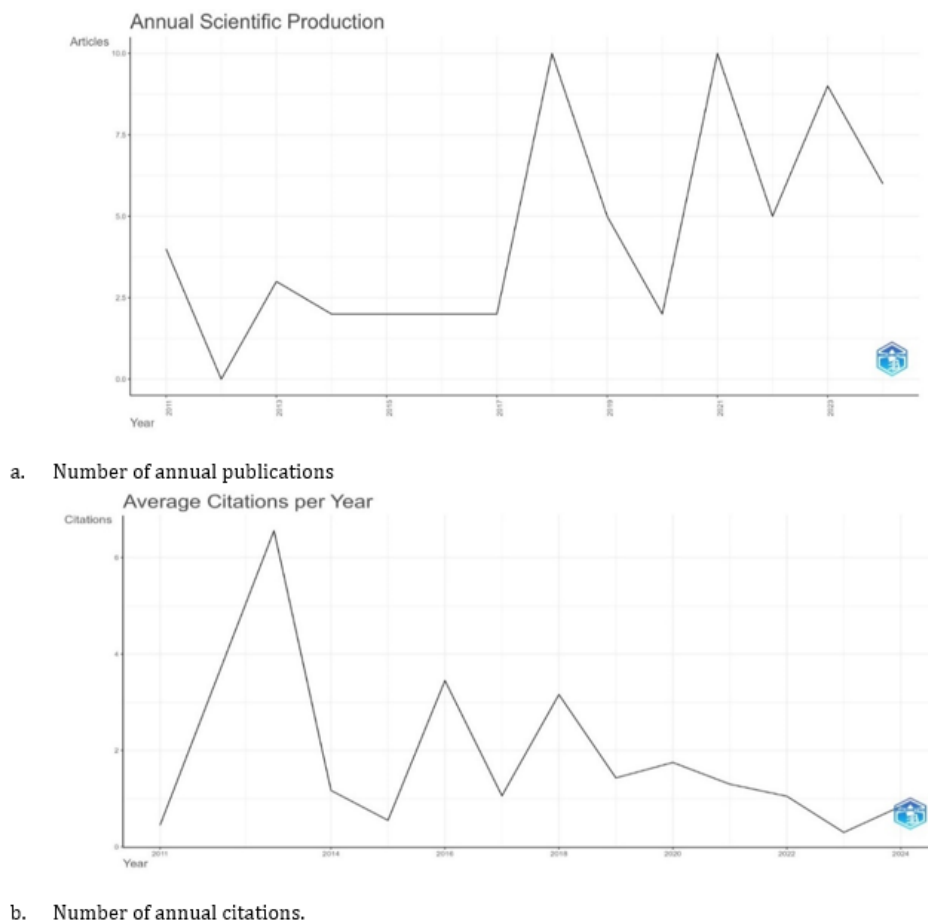 Annual Scientific Production
Articles
10.0
7.5
5.0
2.5
0.0
2011
2013
2015
2017
2019
2021
2023
Year
a. Number of annual publications
Average Citations per Year
Citations
6
4
2
0
2011
2014
2016
2018
2020
2022
2024
Year
b. Number of annual citations.